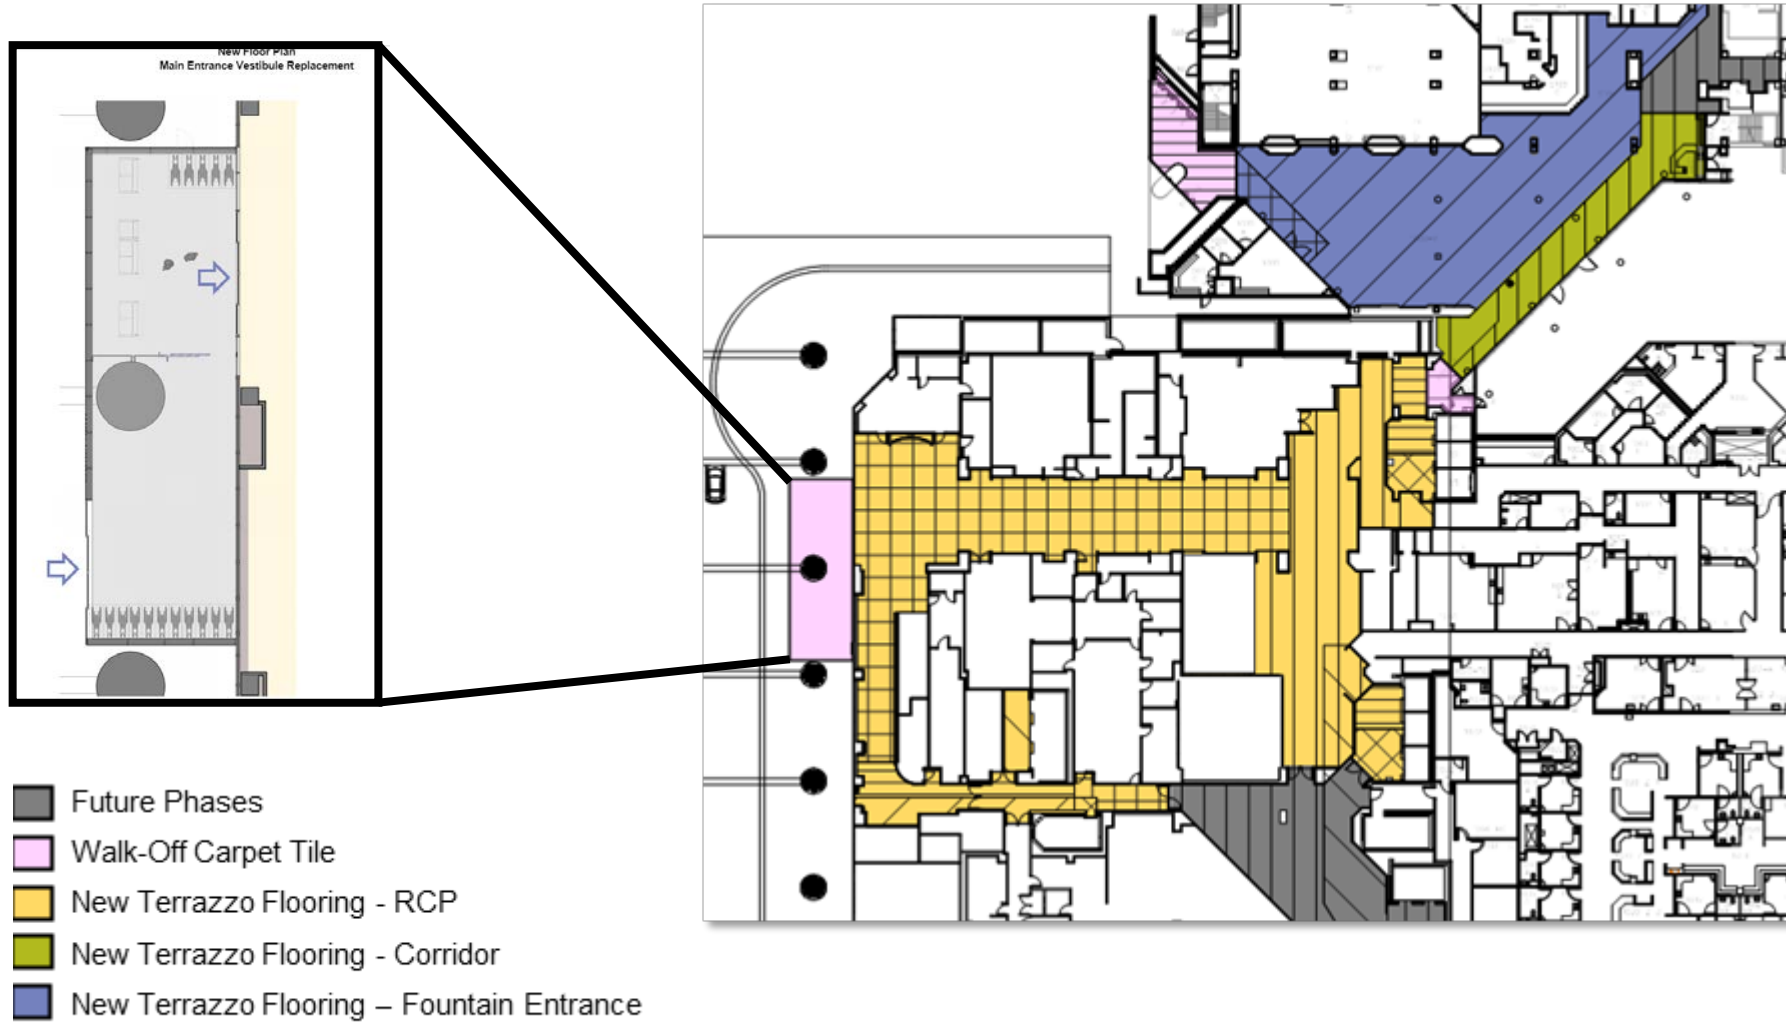 New Floor Plan
Main Entrance Vestibule Replacement
Future Phases
Walk-Off Carpet Tile
New Terrazzo Flooring - RCP
New Terrazzo Flooring - Corridor
New Terrazzo Flooring – Fountain Entrance